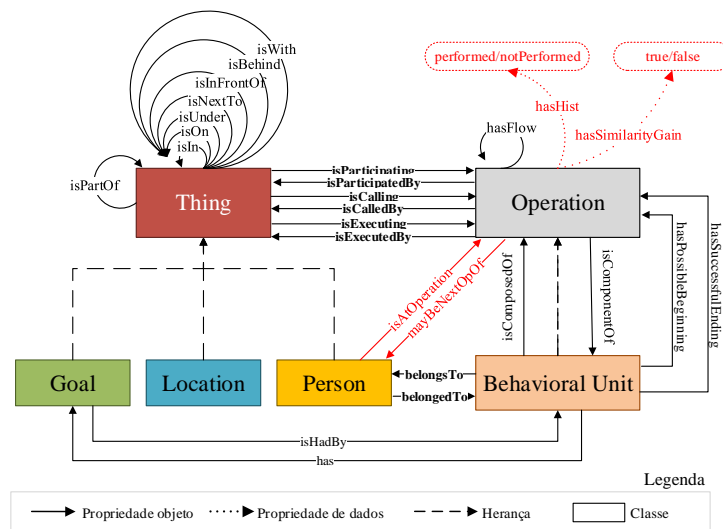 isWith
isBehind
isInFrontOf
isNextTo
isUnder
isOn
isIn
isPartOf
Thing
performed/notPerformed
true/false
hasHist
hasSimilarityGain
hasFlow
Operation
isParticipating
isParticipatedBy
isCalling
isCalledBy
isExecuting
isExecutedBy
isAtOperation
mayBeNextOpOf
isComposedOf
isComponentOf
hasPossibleBeginning
hasSuccessfulEnding
Goal
Location
Person
belongsTo
belongedTo
Behavioral Unit
isHadBy
has
Legenda
Propriedade objeto
Propriedade de dados
Herança
Classe